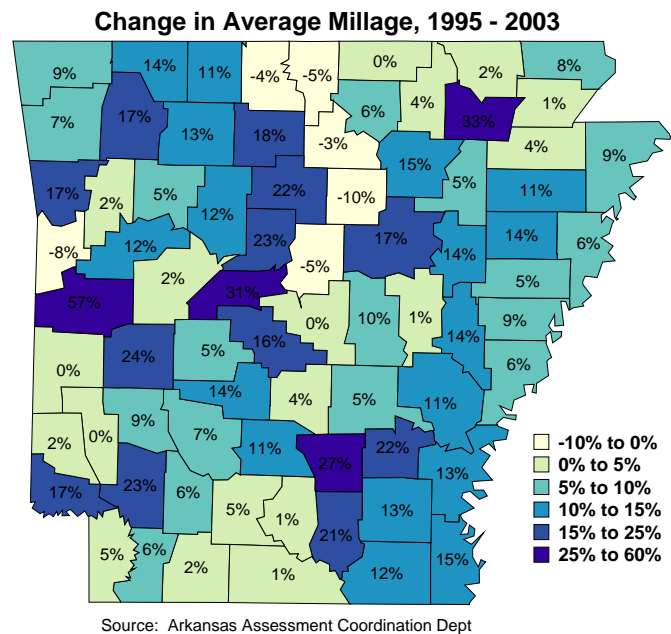 Change in Average Millage, 1995 - 2003
9% 14% 11% -4% -5% 0% 2% 8%
7% 17% 13% 18% -3% 6% 4% 33% 1%
17% 2% 5% 12% 22% -10% 15% 5% 4% 9%
11%
-8% 12% 23% -5% 17% 14% 14% 6%
57% 2% 31% 0% 10% 1% 14% 5%
9%
0% 24% 5% 16% 6%
14% 4% 5% 11%
2% 0% 9% 7% 11% 27% 22% 13%
17% 23% 6% 5% 1% 21% 13%
5% 6% 2% 1% 12% 15%
-10% to 0%
0% to 5%
5% to 10%
10% to 15%
15% to 25%
25% to 60%
Source: Arkansas Assessment Coordination Dept